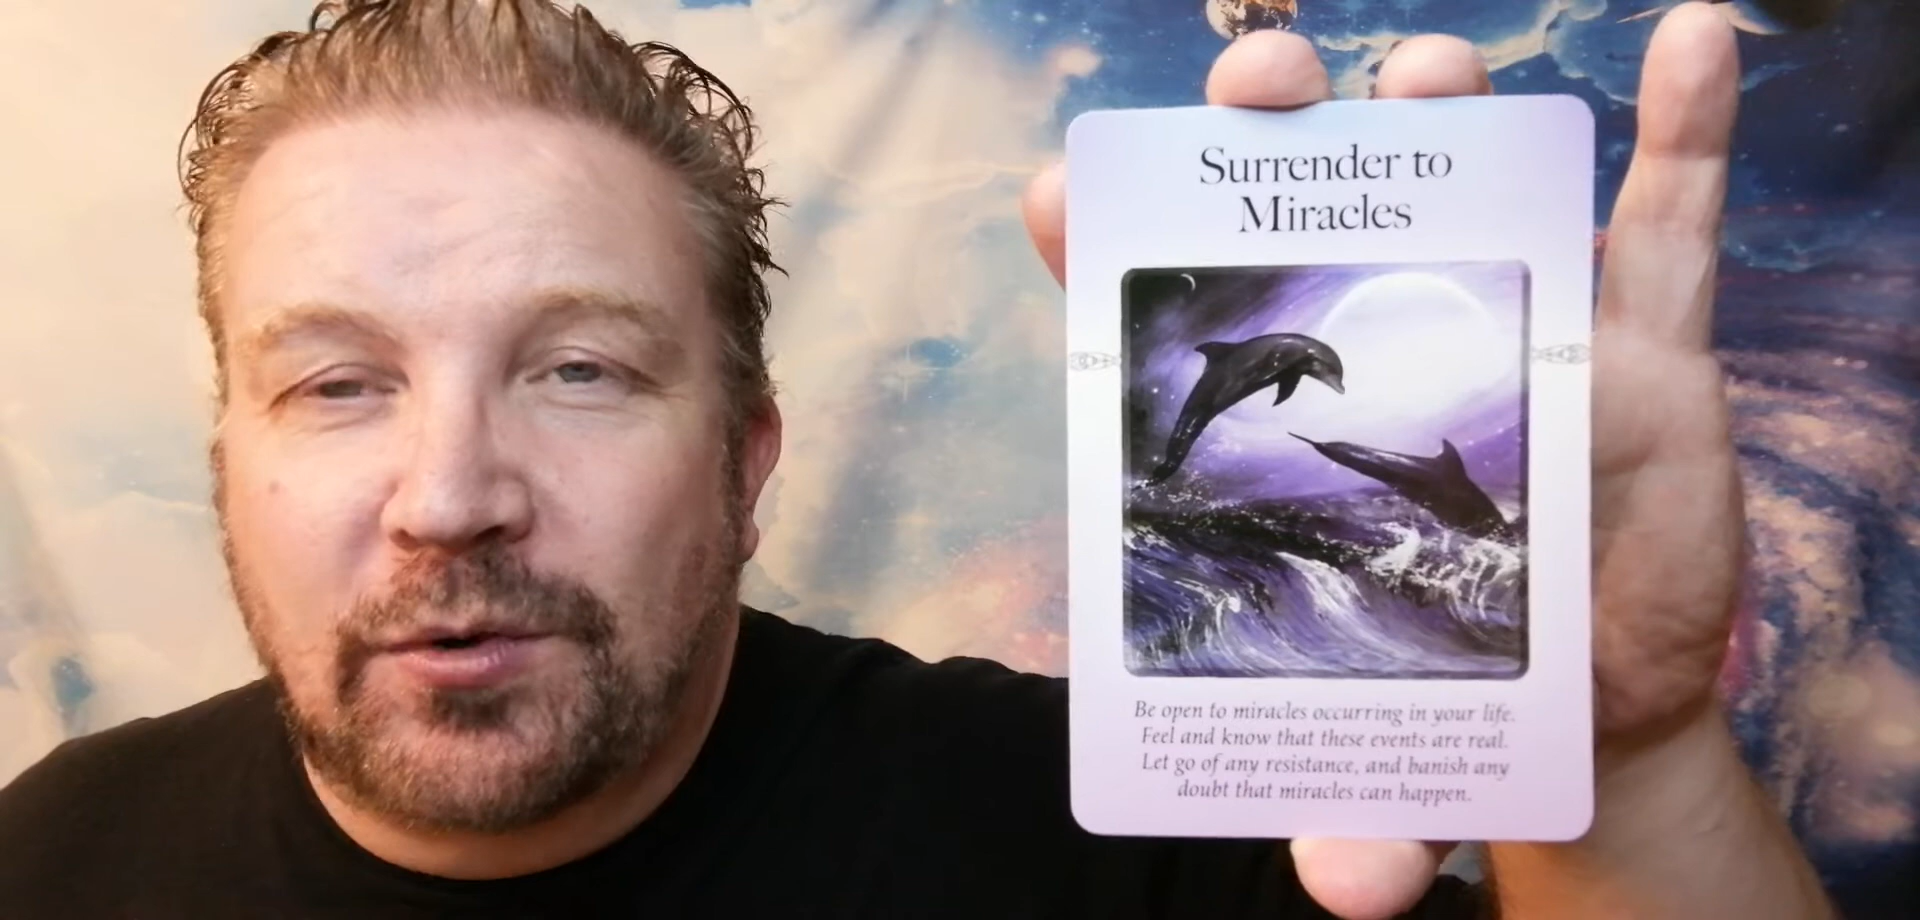 Surrender to
Miracles
Be open to miracles occurring in your life.
Feel and know that these events are real.
Let go of any resistance, and banish any
doubt that miracles can happen.